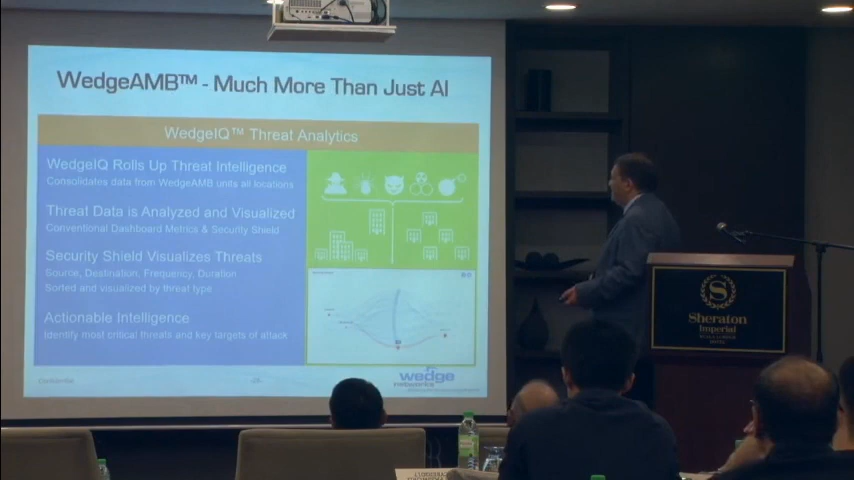 WedgeAMB™ - Much More Than Just AI
WedgeIQ™ Threat Analytics
WedgeIQ Rolls Up Threat Intelligence
Consolidates data from WedgeAMB units all locations
Threat Data is Analyzed and Visualized
Conventional Dashboard Metrics & Security Shield
Security Shield Visualizes Threats
Source, Destination, Frequency, Duration
Sorted and visualized by threat type
Actionable Intelligence
Identify most critical threats and key targets of attack
Confidential
wedge
networks
S
Sheraton
Imperial